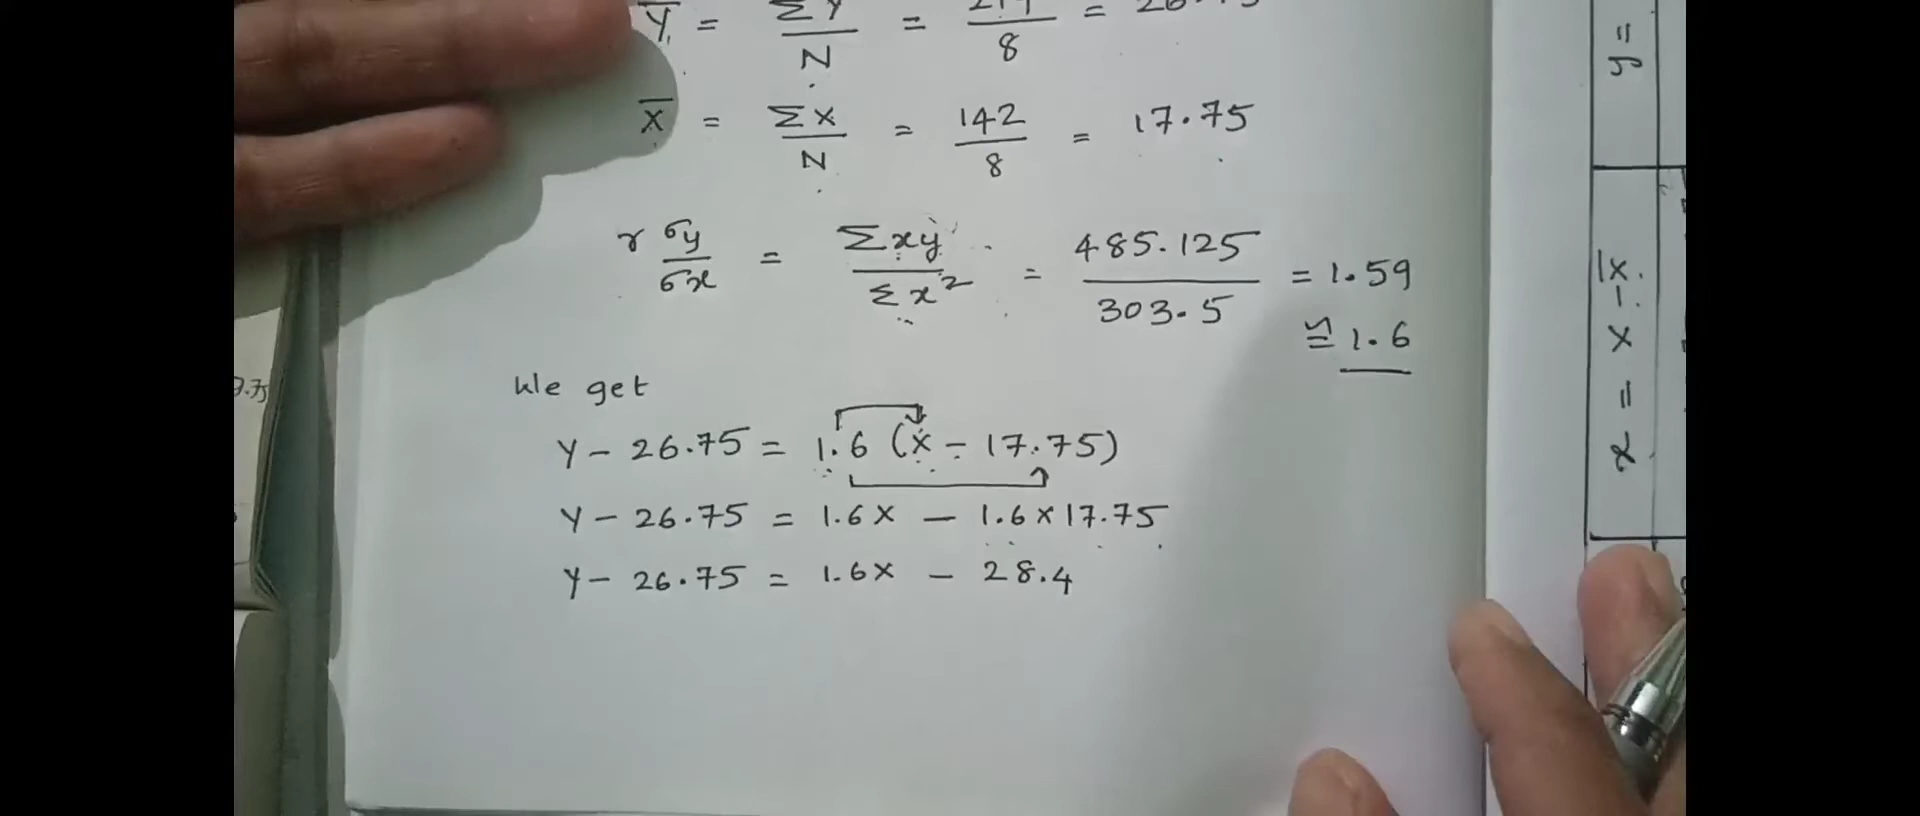 Y̅ = ΣY/N = /8 =
X̅ = ΣX/N = 142/8 = 17.75
r σy/σx = Σxy/Σx² = 485.125/303.5 = 1.59
≅ 1.6
We get
Y - 26.75 = 1.6 (X - 17.75)
Y - 26.75 = 1.6X - 1.6 × 17.75
Y - 26.75 = 1.6X - 28.4
y =
x = X - X̅